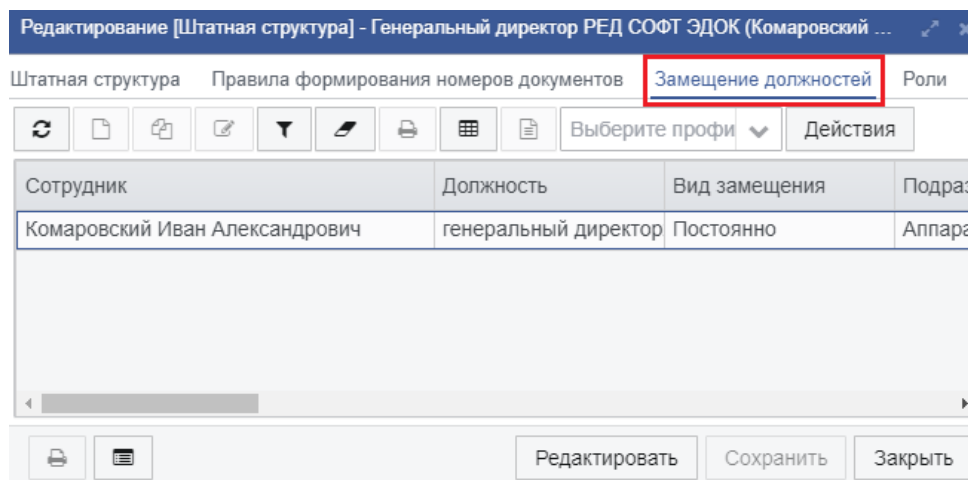 Редактирование [Штатная структура] - Генеральный директор РЕД СОФТ ЭДОК (Комаровский ...
Штатная структура Правила формирования номеров документов Замещение должностей Роли
Выберите профи Действия
Сотрудник Должность Вид замещения Подраз
Комаровский Иван Александрович генеральный директор Постоянно Аппара
Редактировать Сохранить Закрыть